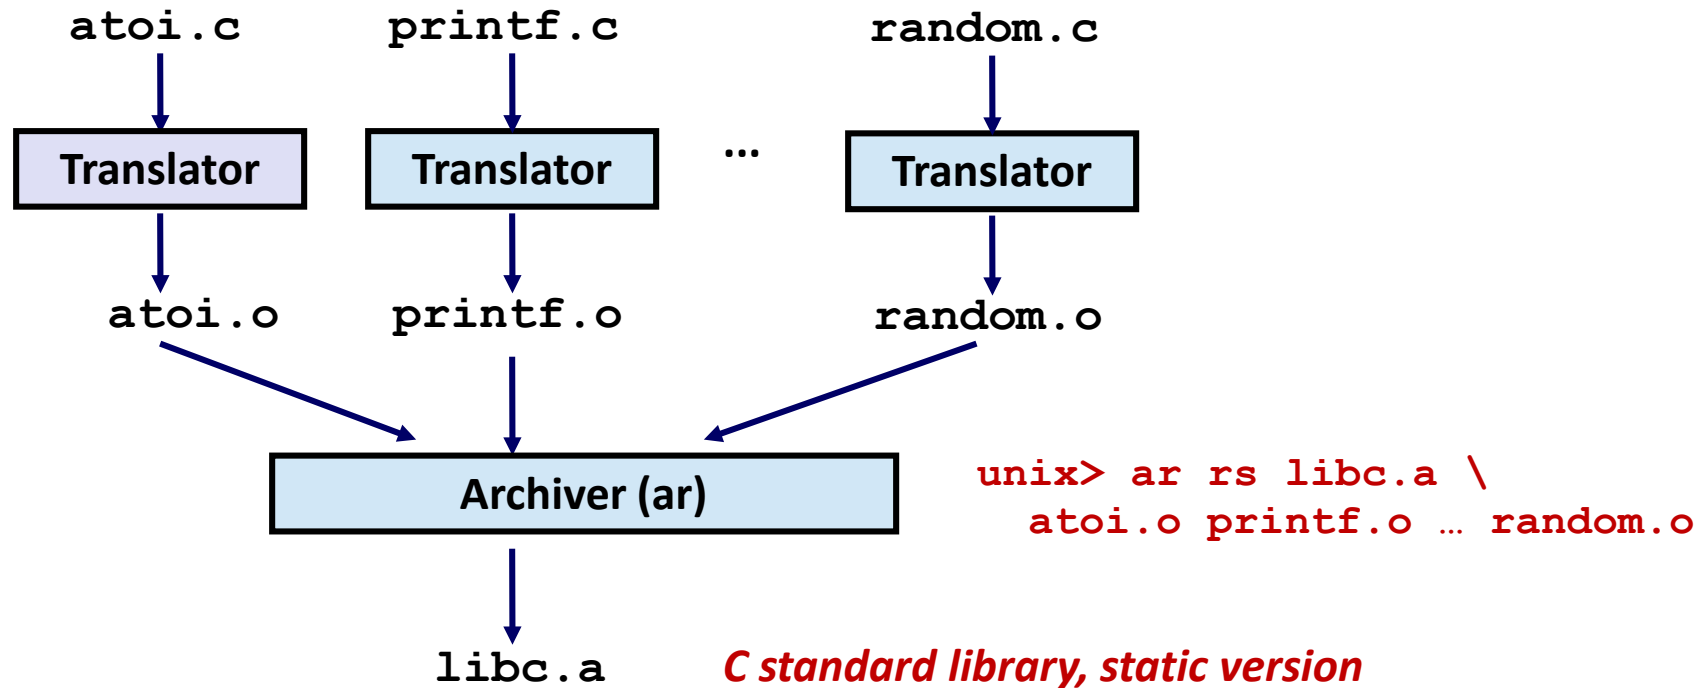 atoi.c printf.c random.c
Translator Translator … Translator
atoi.o printf.o random.o
Archiver (ar)
unix> ar rs libc.a \
atoi.o printf.o … random.o
libc.a C standard library, static version